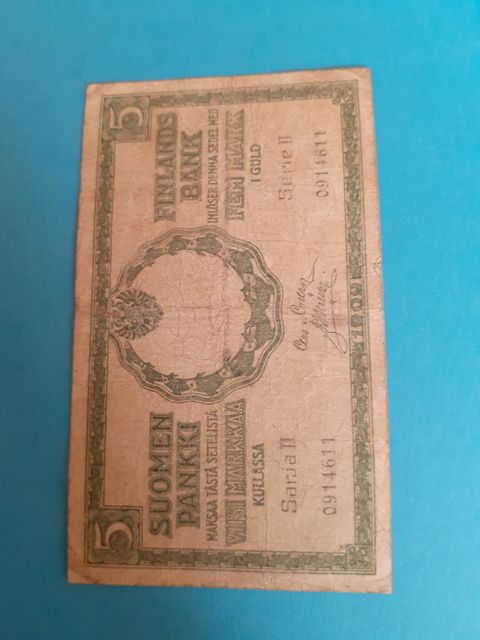 5
SUOMEN
PANKKI
MAKSAA TÄSTÄ SETELISTÄ
VIISI MARKKAA
KULLASSA
Sarja II
0914611
FINLANDS
BANK
INLÖSER DENNA SEDEL MED
FEM MARK
I GULD
Serie II
0914611
5
1909